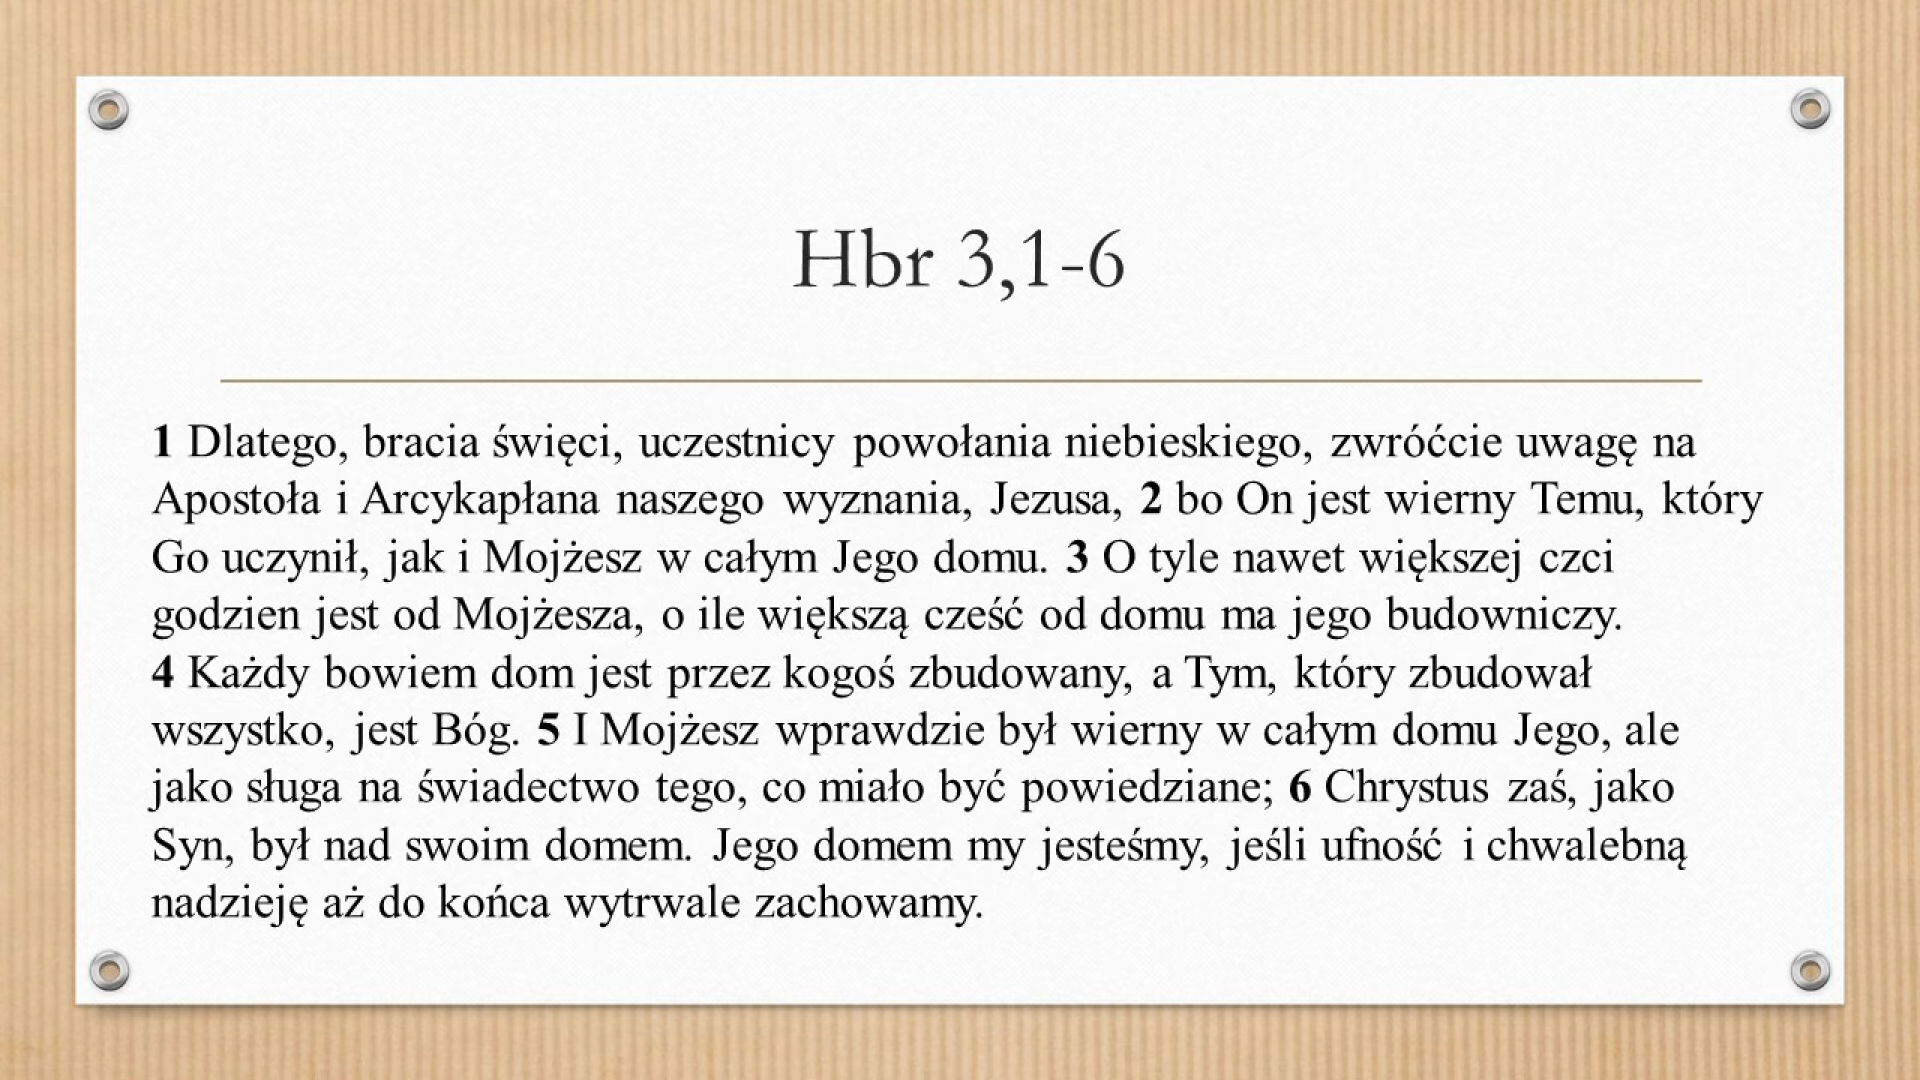 Hbr 3,1-6
1 Dlatego, bracia święci, uczestnicy powołania niebieskiego, zwróćcie uwagę na
Apostoła i Arcykapłana naszego wyznania, Jezusa, 2 bo On jest wierny Temu, który
Go uczynił, jak i Mojżesz w całym Jego domu. 3 O tyle nawet większej czci
godzien jest od Mojżesza, o ile większą cześć od domu ma jego budowniczy.
4 Każdy bowiem dom jest przez kogoś zbudowany, a Tym, który zbudował
wszystko, jest Bóg. 5 I Mojżesz wprawdzie był wierny w całym domu Jego, ale
jako sługa na świadectwo tego, co miało być powiedziane; 6 Chrystus zaś, jako
Syn, był nad swoim domem. Jego domem my jesteśmy, jeśli ufność i chwalebną
nadzieję aż do końca wytrwale zachowamy.